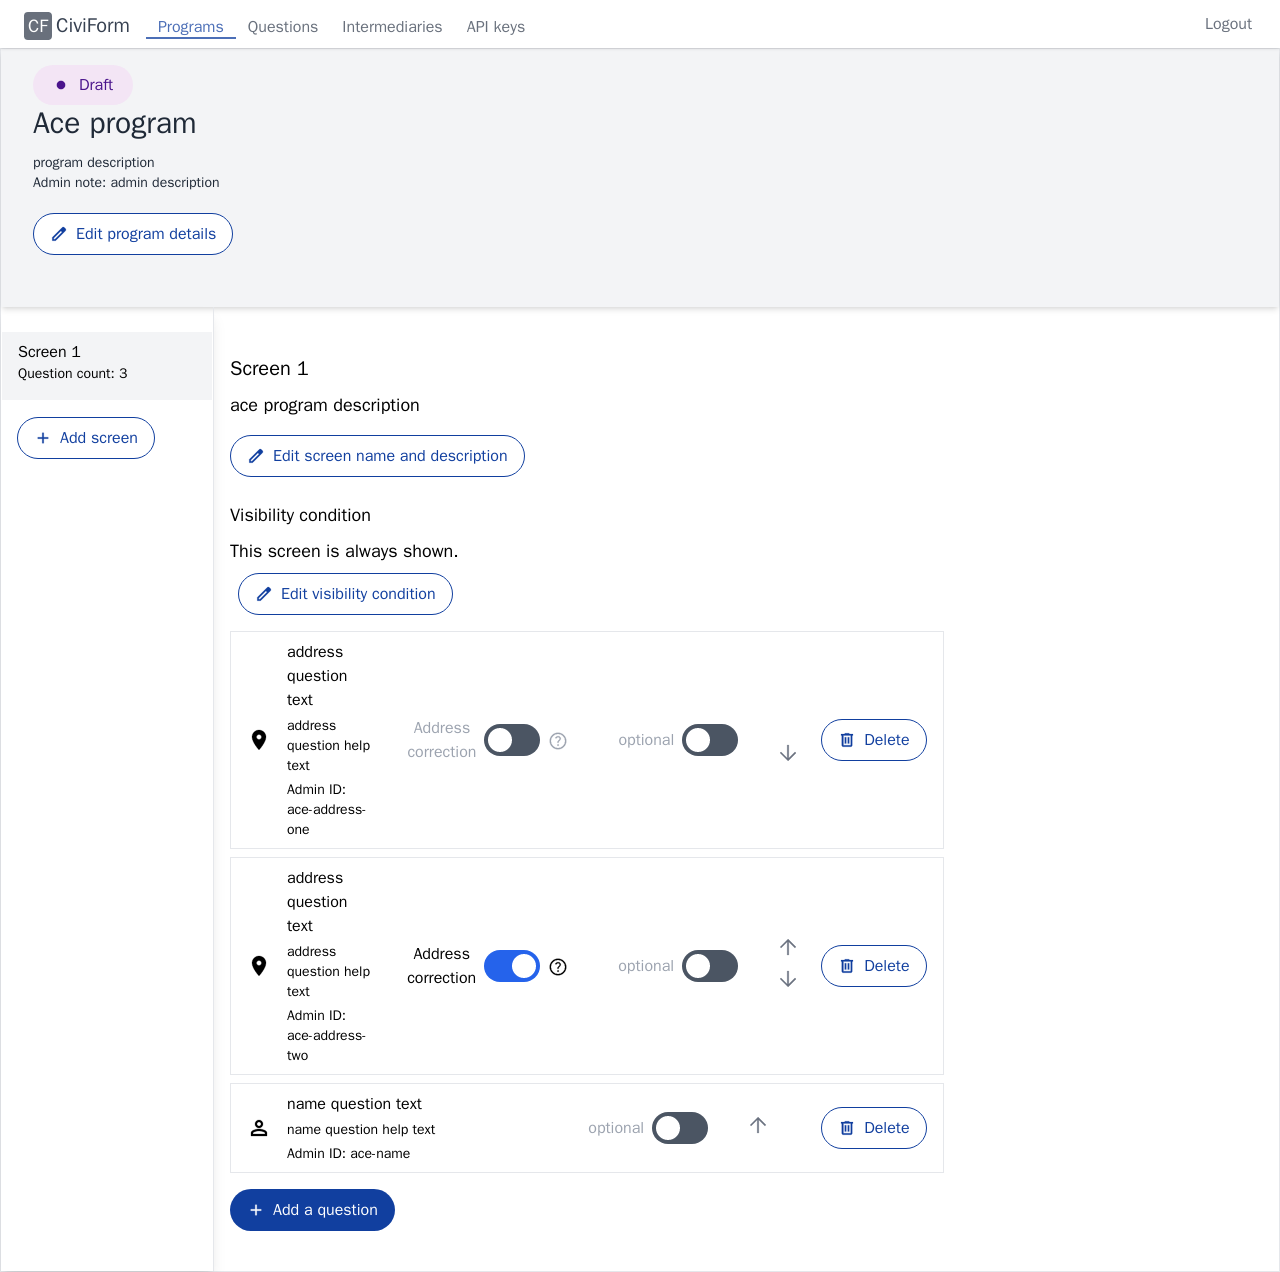 CF CiviForm Programs Questions Intermediaries API keys Logout
Draft
Ace program
program description
Admin note: admin description
Edit program details
Screen 1
Question count: 3
Add screen
Screen 1
ace program description
Edit screen name and description
Visibility condition
This screen is always shown.
Edit visibility condition
address
question
text
address
question help
text
Admin ID:
ace-address-
one
Address
correction
optional
Delete
address
question
text
address
question help
text
Admin ID:
ace-address-
two
Address
correction
optional
Delete
name question text
name question help text
Admin ID: ace-name
optional
Delete
Add a question